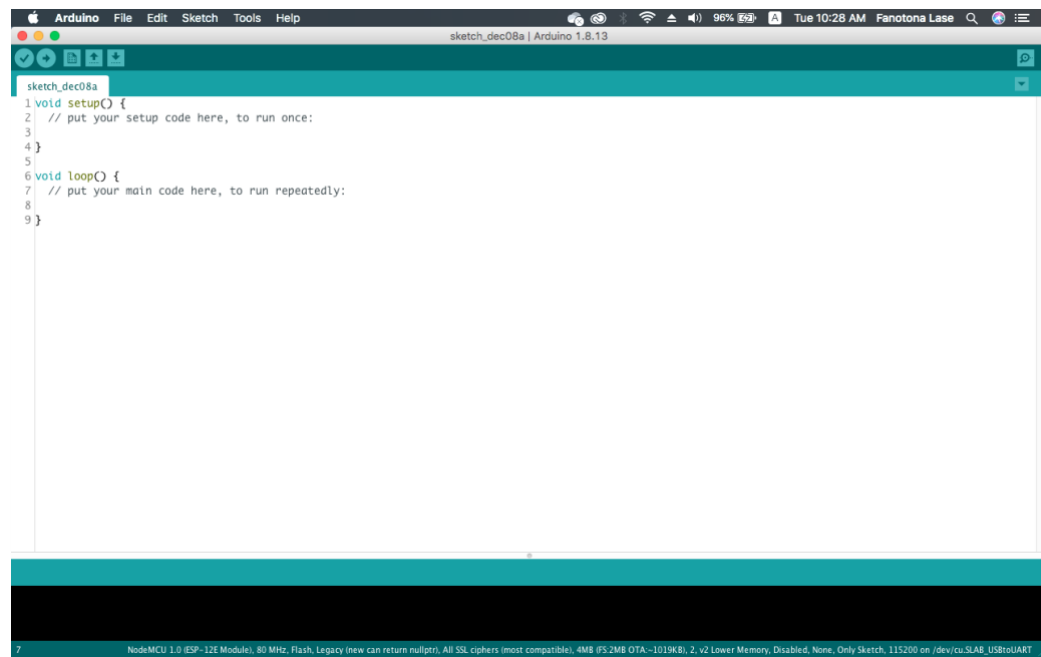 Arduino File Edit Sketch Tools Help 96% A Tue 10:28 AM Fanotona Lase
sketch_dec08a | Arduino 1.8.13
sketch_dec08a
1 void setup() {
2 // put your setup code here, to run once:
3
4 }
5
6 void loop() {
7 // put your main code here, to run repeatedly:
8
9 }
7 NodeMCU 1.0 (ESP-12E Module), 80 MHz, Flash, Legacy (new can return nullptr), All SSL ciphers (most compatible), 4MB (FS:2MB OTA:~1019KB), 2, v2 Lower Memory, Disabled, None, Only Sketch, 115200 on /dev/cu.SLAB_USBtoUART